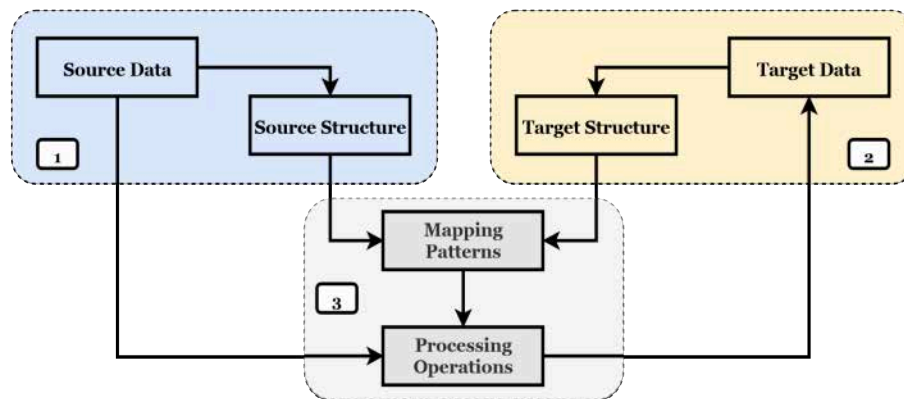 Source Data
Source Structure
1
Target Data
Target Structure
2
Mapping
Patterns
3
Processing
Operations